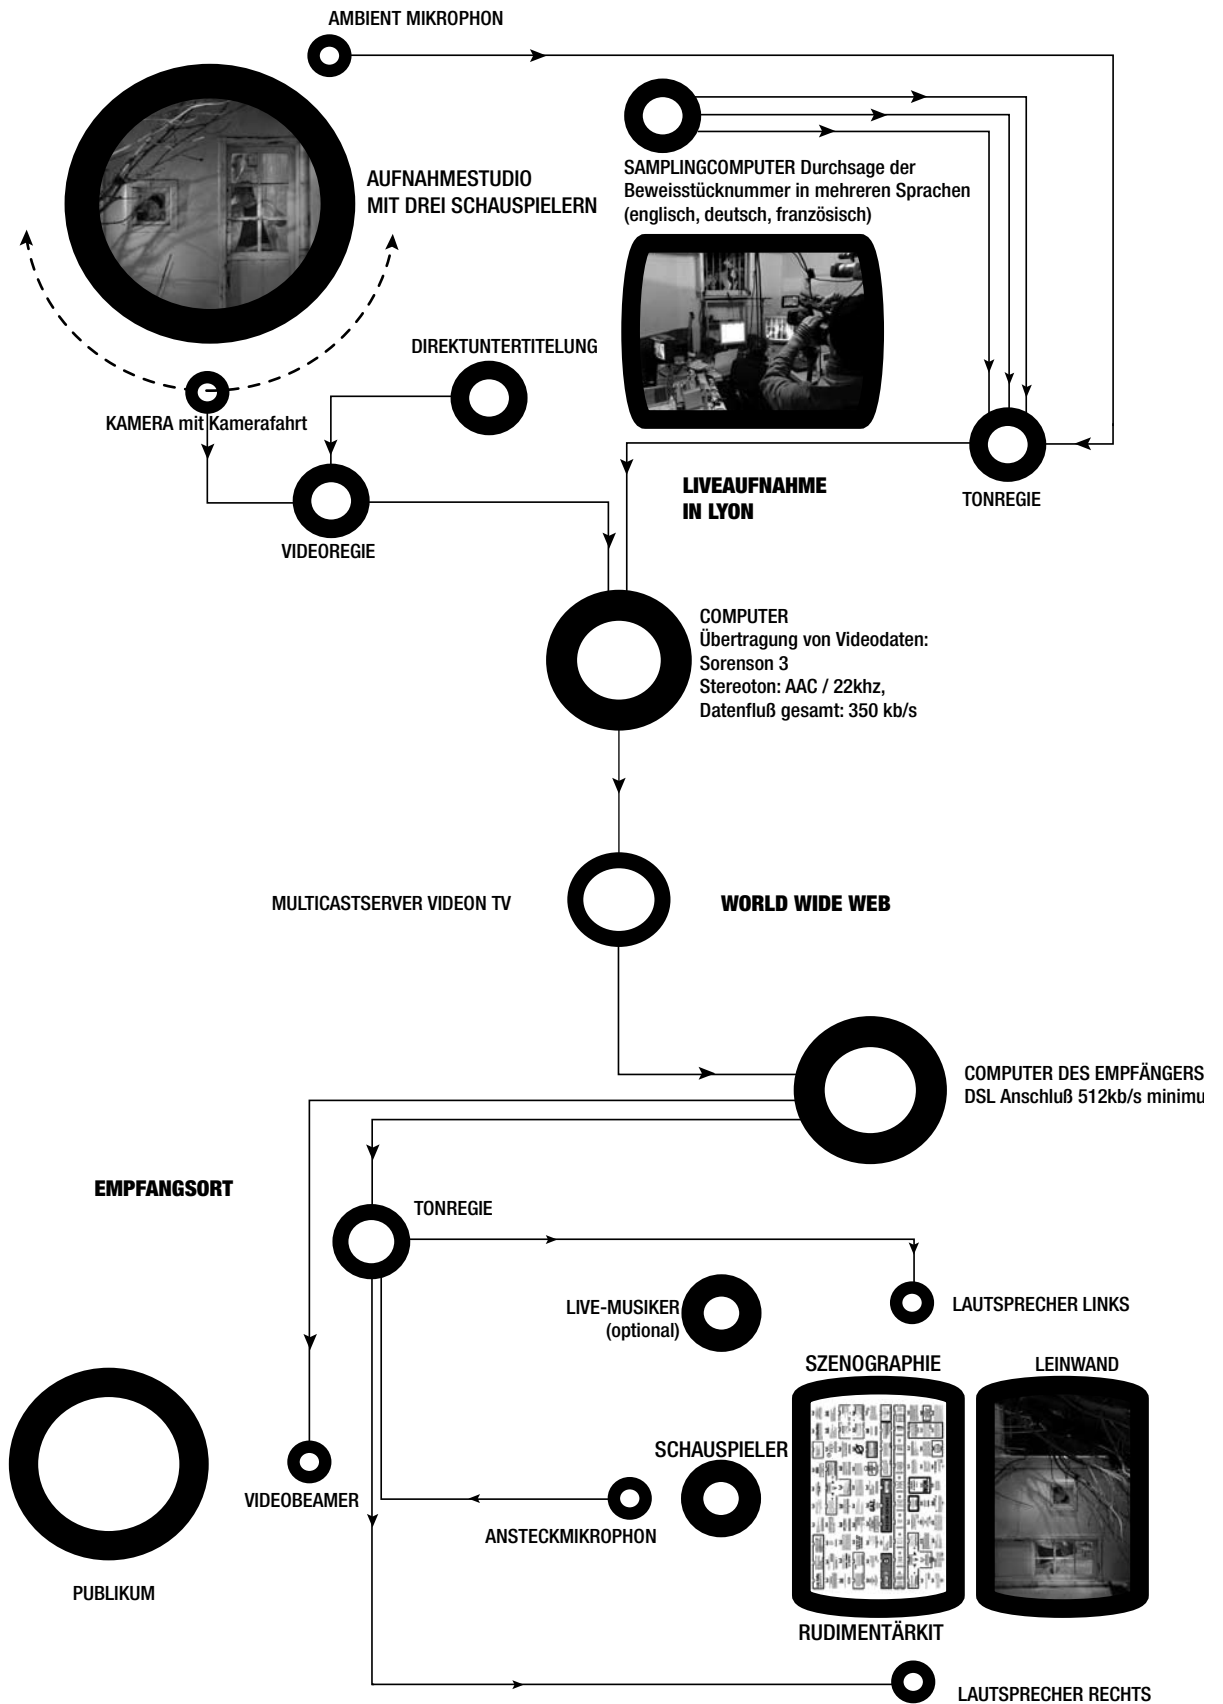 AMBIENT MIKROPHON
AUFNAHMESTUDIO
MIT DREI SCHAUSPIELERN
SAMPLINGCOMPUTER Durchsage der
Beweisstücknummer in mehreren Sprachen
(englisch, deutsch, französisch)
DIREKTUNTERTITELUNG
KAMERA mit Kamerafahrt
LIVEAUFNAHME
IN LYON
TONREGIE
VIDEOREGIE
COMPUTER
Übertragung von Videodaten:
Sorenson 3
Stereoton: AAC / 22khz,
Datenfluß gesamt: 350 kb/s
MULTICASTSERVER VIDEON TV
WORLD WIDE WEB
COMPUTER DES EMPFÄNGERS
DSL Anschluß 512kb/s minimu
EMPFANGSORT
TONREGIE
LIVE-MUSIKER
(optional)
LAUTSPRECHER LINKS
SZENOGRAPHIE
LEINWAND
SCHAUSPIELER
VIDEOBEAMER
ANSTECKMIKROPHON
PUBLIKUM
RUDIMENTÄRKIT
LAUTSPRECHER RECHTS